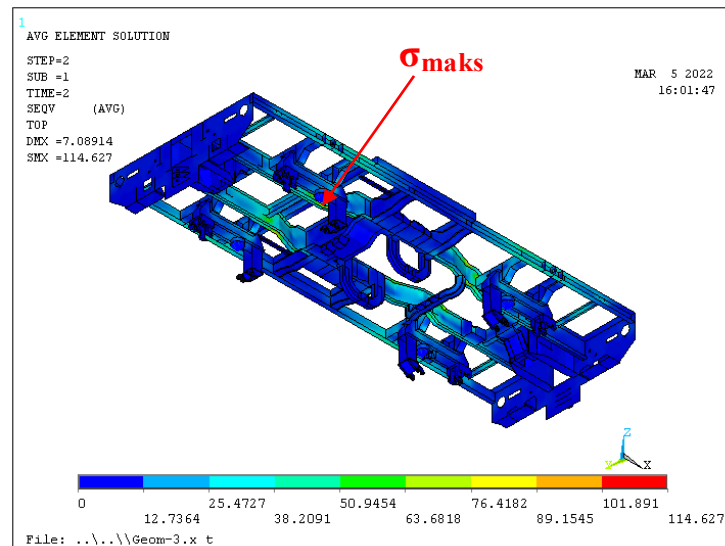 1
AVG ELEMENT SOLUTION
STEP=2
SUB =1
TIME=2
SEQV (AVG)
TOP
DMX =7.08914
SMX =114.627
σmaks
MAR 5 2022
16:01:47
Z
Y
X
0 25.4727 50.9454 76.4182 101.891
12.7364 38.2091 63.6818 89.1545 114.627
File: ..\..\\Geom-3.x t